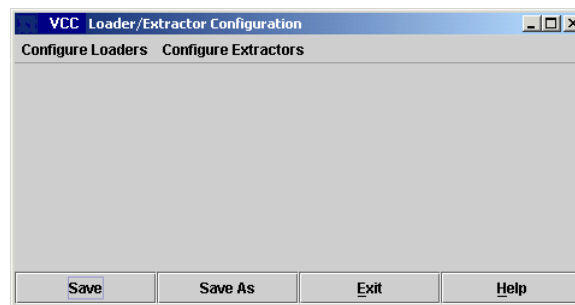 VCC Loader/Extractor Configuration
Configure Loaders Configure Extractors
Save Save As Exit Help